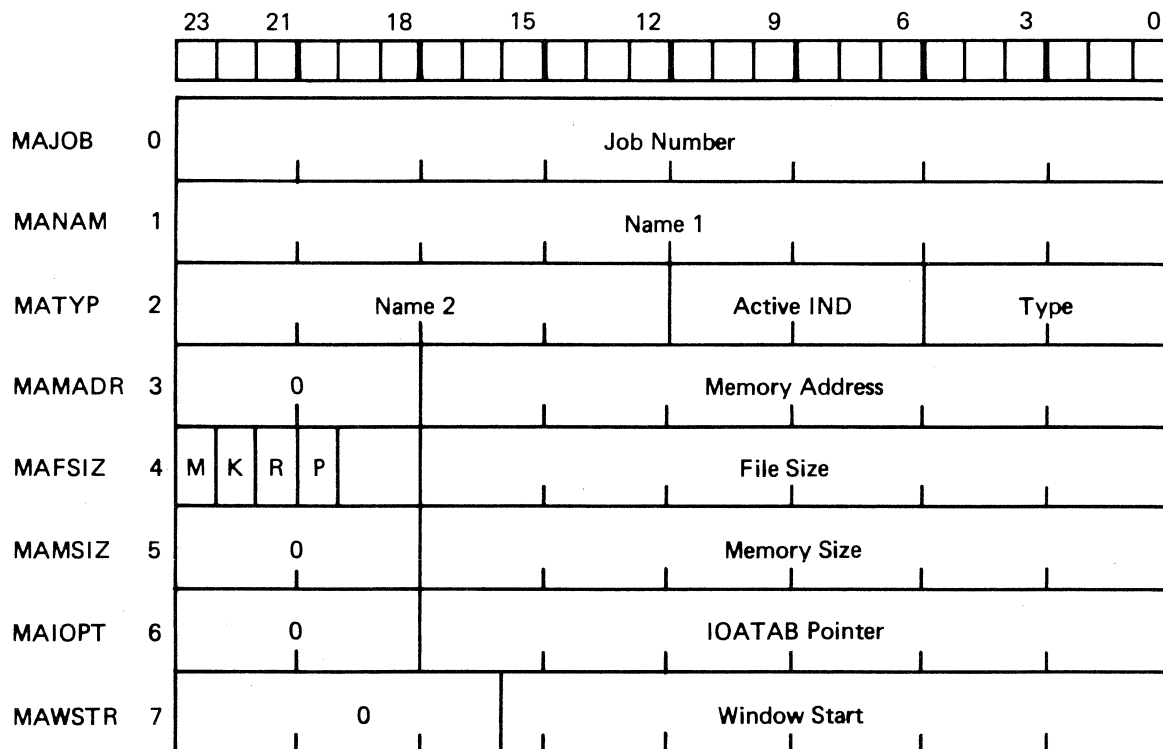 23 21 18 15 12 9 6 3 0
MAJOB 0 Job Number
MANAM 1 Name 1
MATYP 2 Name 2 Active IND Type
MAMADR 3 0 Memory Address
MAFSIZ 4 M K R P File Size
MAMSIZ 5 0 Memory Size
MAIOPT 6 0 IOATAB Pointer
MAWSTR 7 0 Window Start